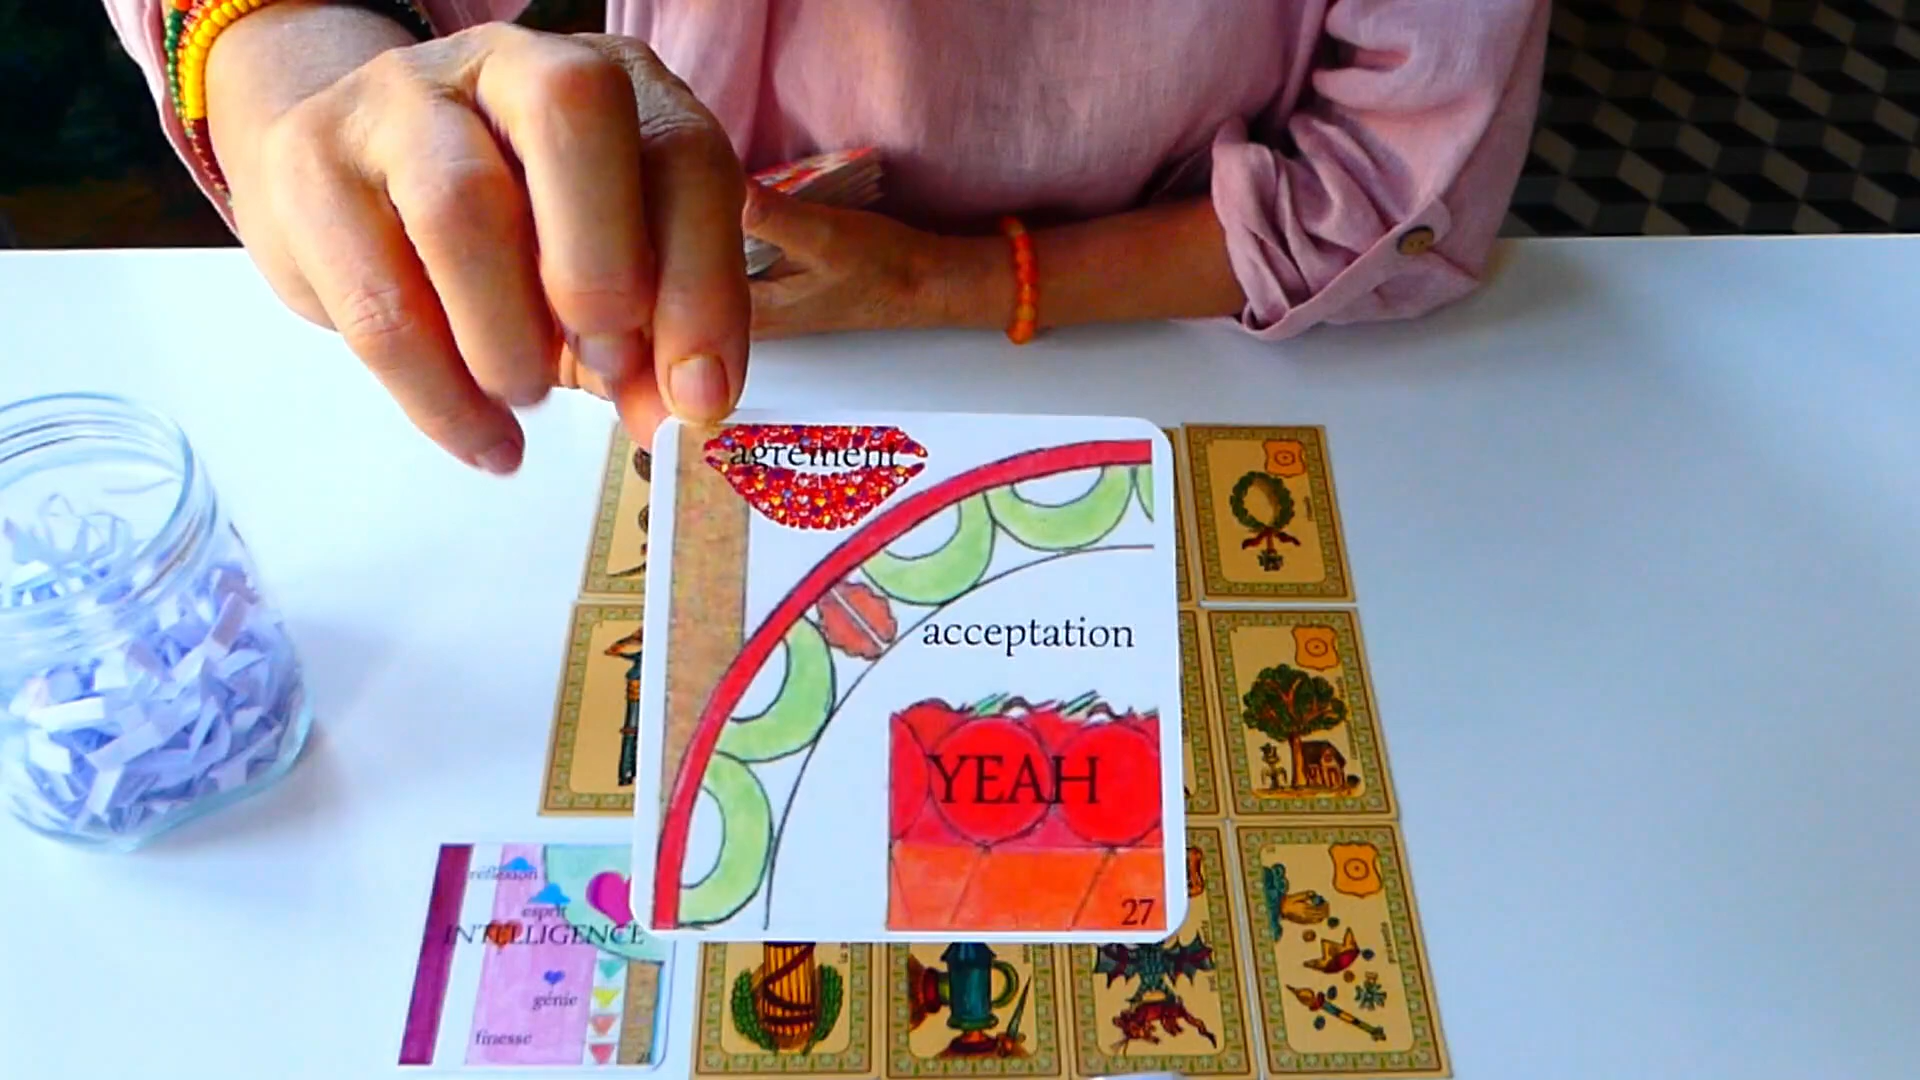 agrément
acceptation
YEAH
27
réflexion
esprit
INTELLIGENCE
génie
finesse